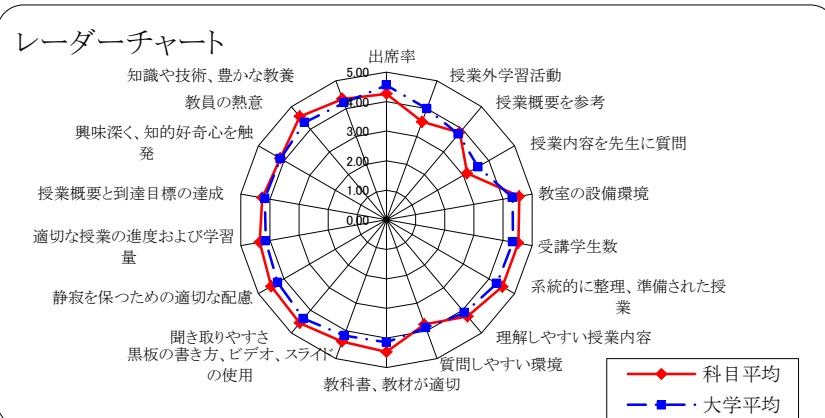 レーダーチャート
出席率
授業外学習活動
授業概要を参考
授業内容を先生に質問
教室の設備環境
受講学生数
系統的に整理、準備された授
業
理解しやすい授業内容
質問しやすい環境
教科書、教材が適切
黒板の書き方、ビデオ、スライド
の使用
聞き取りやすさ
静寂を保つための適切な配慮
適切な授業の進度および学習
量
授業概要と到達目標の達成
興味深く、知的好奇心を触
発
教員の熱意
知識や技術、豊かな教養
5.00
4.00
3.00
2.00
1.00
0.00
科目平均
大学平均